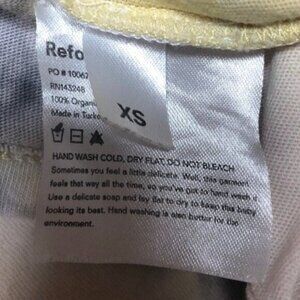 Refo
PO # 10067
RN143248
100% Organi
Made in Turke
XS
HAND WASH COLD, DRY FLAT, DO NOT BLEACH
Sometimes you feel a little delicate. Well, this garment
feels that way all the time, so you've got to hand wash it.
Use a delicate soap and lay flat to dry to keep this baby
looking its best. Hand washing is also better for the
environment.